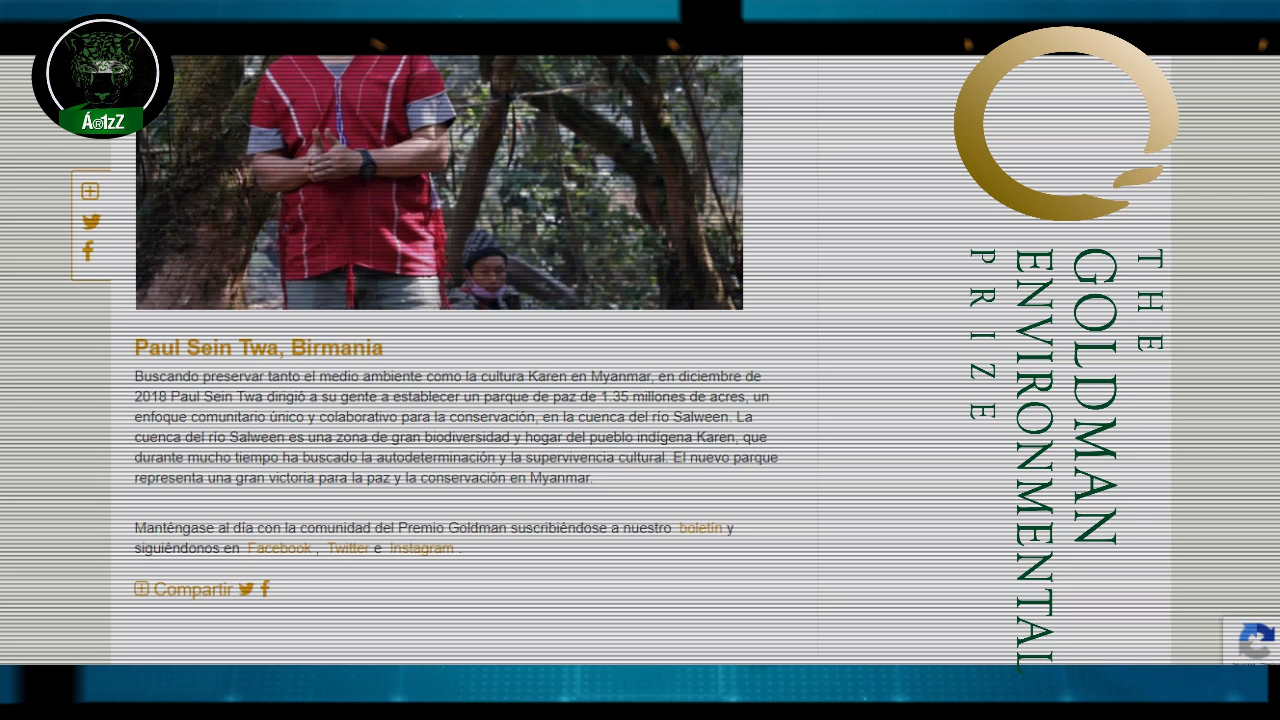 Á®1zZ
Paul Sein Twa, Birmania
Buscando preservar tanto el medio ambiente como la cultura Karen en Myanmar, en diciembre de
2018 Paul Sein Twa dirigió a su gente a establecer un parque de paz de 1.35 millones de acres, un
enfoque comunitario único y colaborativo para la conservación, en la cuenca del río Salween. La
cuenca del río Salween es una zona de gran biodiversidad y hogar del pueblo indígena Karen, que
durante mucho tiempo ha buscado la autodeterminación y la supervivencia cultural. El nuevo parque
representa una gran victoria para la paz y la conservación en Myanmar.
Manténgase al día con la comunidad del Premio Goldman suscribiéndose a nuestro boletín y
siguiéndonos en Facebook , Twitter e Instagram .
Compartir
THE
GOLDMAN
ENVIRONMENTAL
PRIZE